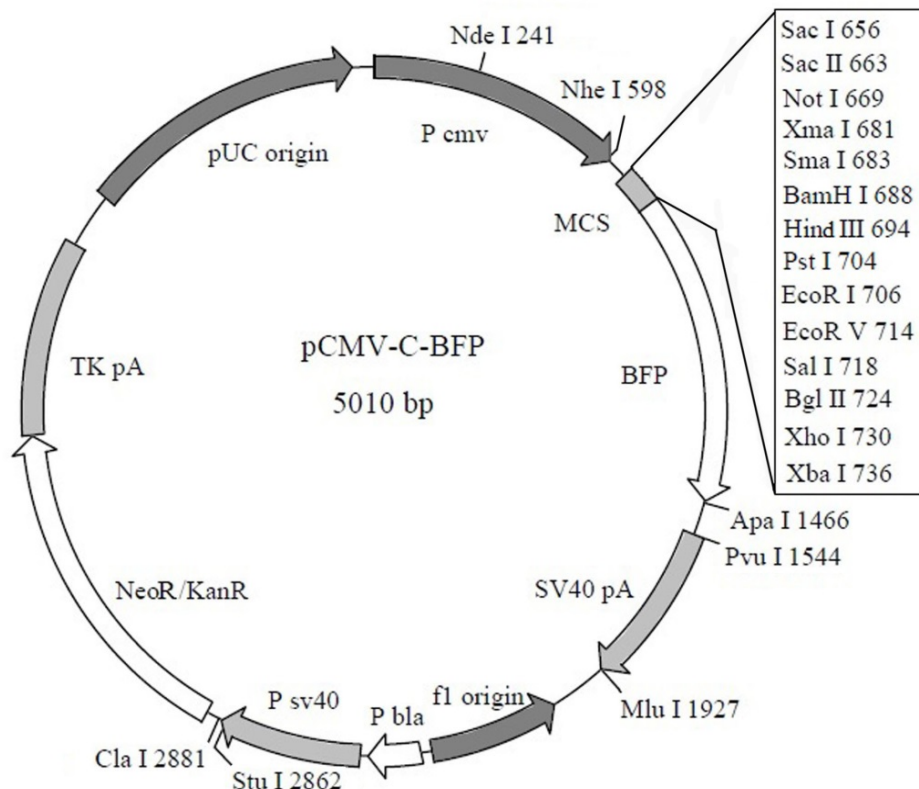 Nde I 241
Nhe I 598
P cmv
pUC origin
MCS
Sac I 656
Sac II 663
Not I 669
Xma I 681
Sma I 683
BamH I 688
Hind III 694
Pst I 704
EcoR I 706
EcoR V 714
Sal I 718
Bgl II 724
Xho I 730
Xba I 736
pCMV-C-BFP
5010 bp
TK pA
BFP
Apa I 1466
Pvu I 1544
NeoR/KanR
SV40 pA
P sv40
P bla
f1 origin
Mlu I 1927
Cla I 2881
Stu I 2862